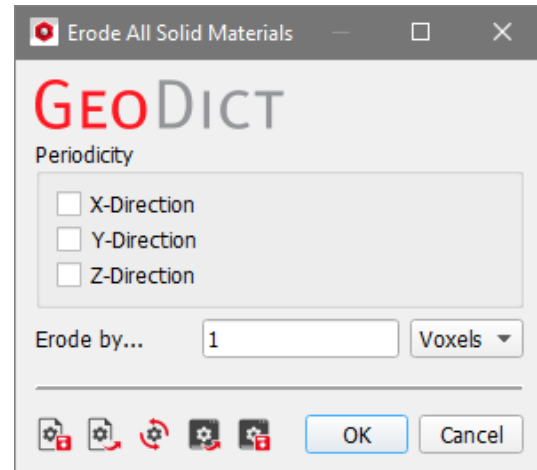 Erode All Solid Materials
GEODICT
Periodicity
X-Direction
Y-Direction
Z-Direction
Erode by... 1 Voxels
OK Cancel